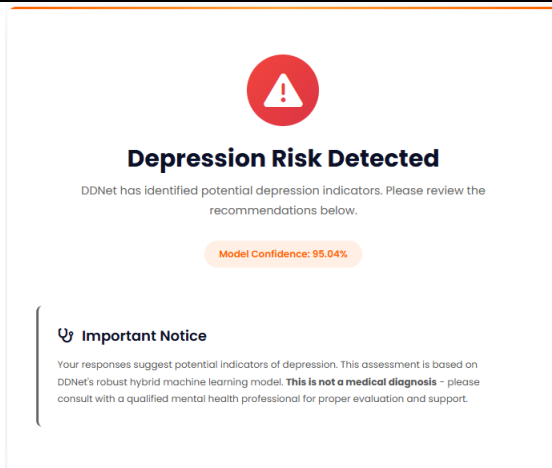 Depression Risk Detected
DDNet has identified potential depression indicators. Please review the
recommendations below.
Model Confidence: 95.04%
Important Notice
Your responses suggest potential indicators of depression. This assessment is based on
DDNet's robust hybrid machine learning model. This is not a medical diagnosis - please
consult with a qualified mental health professional for proper evaluation and support.